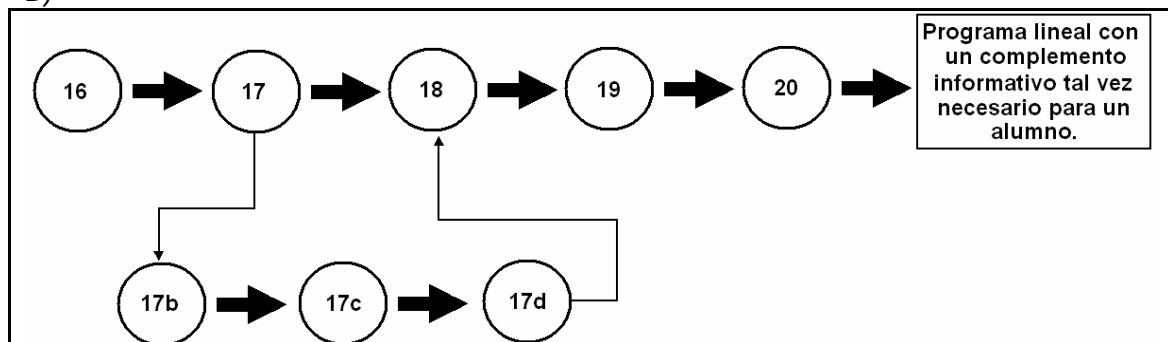 B)
16
17
18
19
20
Programa lineal con
un complemento
informativo tal vez
necesario para un
alumno.
17b
17c
17d